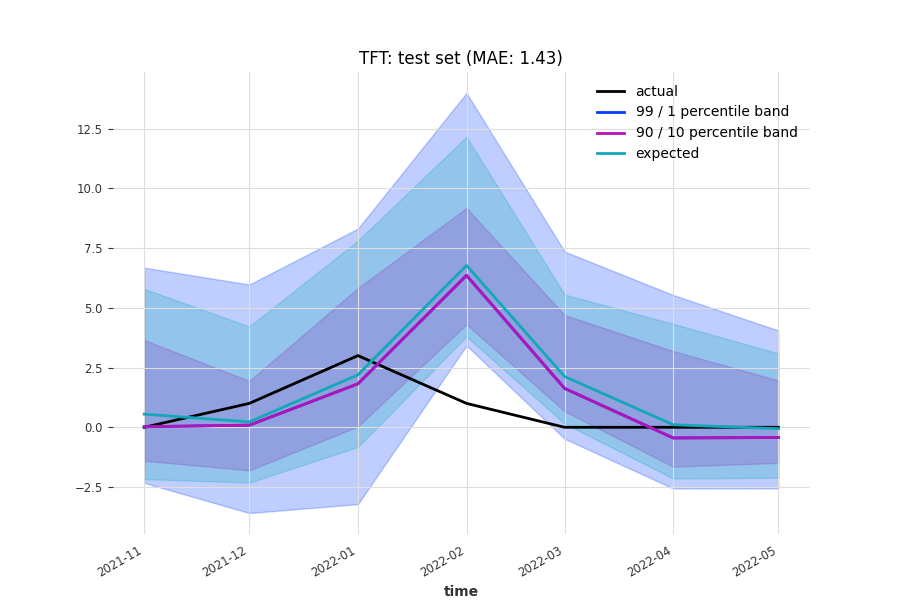 TFT: test set (MAE: 1.43)
actual
99 / 1 percentile band
90 / 10 percentile band
expected
12.5
10.0
7.5
5.0
2.5
0.0
−2.5
2021-11
2021-12
2022-01
2022-02
2022-03
2022-04
2022-05
time